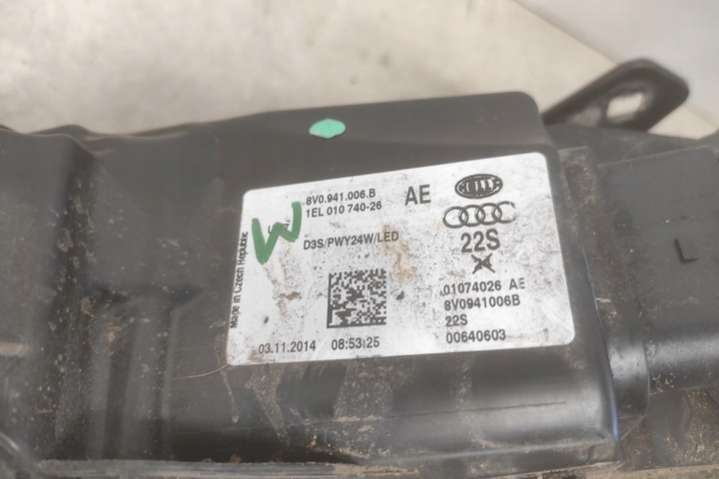 8V0.941.006.B
1EL 010 740-26
AE
HELLA
W
D3S/PWY24W/LED
22S
Made in Czech Republic
01074026 AE
8V0941006B
22S
00640603
03.11.2014 08:53:25
L